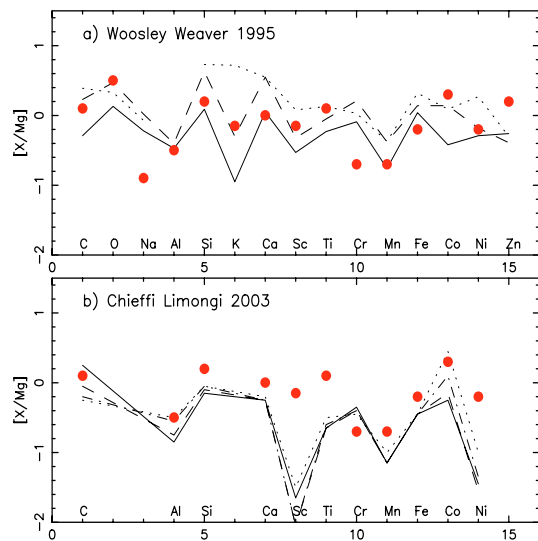 a) Woosley Weaver 1995
1
0
−1
−2
[X/Mg]
C O Na Al Si K Ca Sc Ti Cr Mn Fe Co Ni Zn
0 5 10 15
b) Chieffi Limongi 2003
1
0
−1
−2
[X/Mg]
C Al Si Ca Sc Ti Cr Mn Fe Co Ni
0 5 10 15